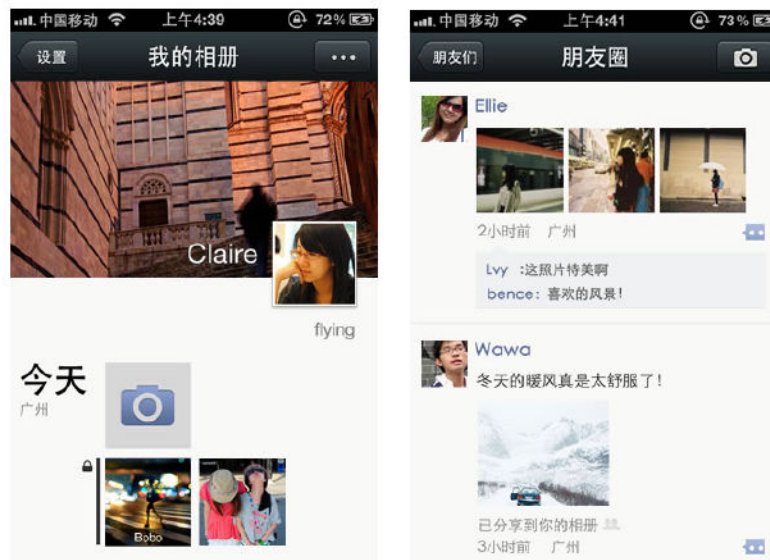 中国移动 上午4:39 72%
设置 我的相册
Claire
flying
今天
广州
Bobo
中国移动 上午4:41 73%
朋友们 朋友圈
Ellie
2小时前 广州
Lvy :这照片特美啊
bence: 喜欢的风景!
Wawa
冬天的暖风真是太舒服了!
已分享到你的相册
3小时前 广州